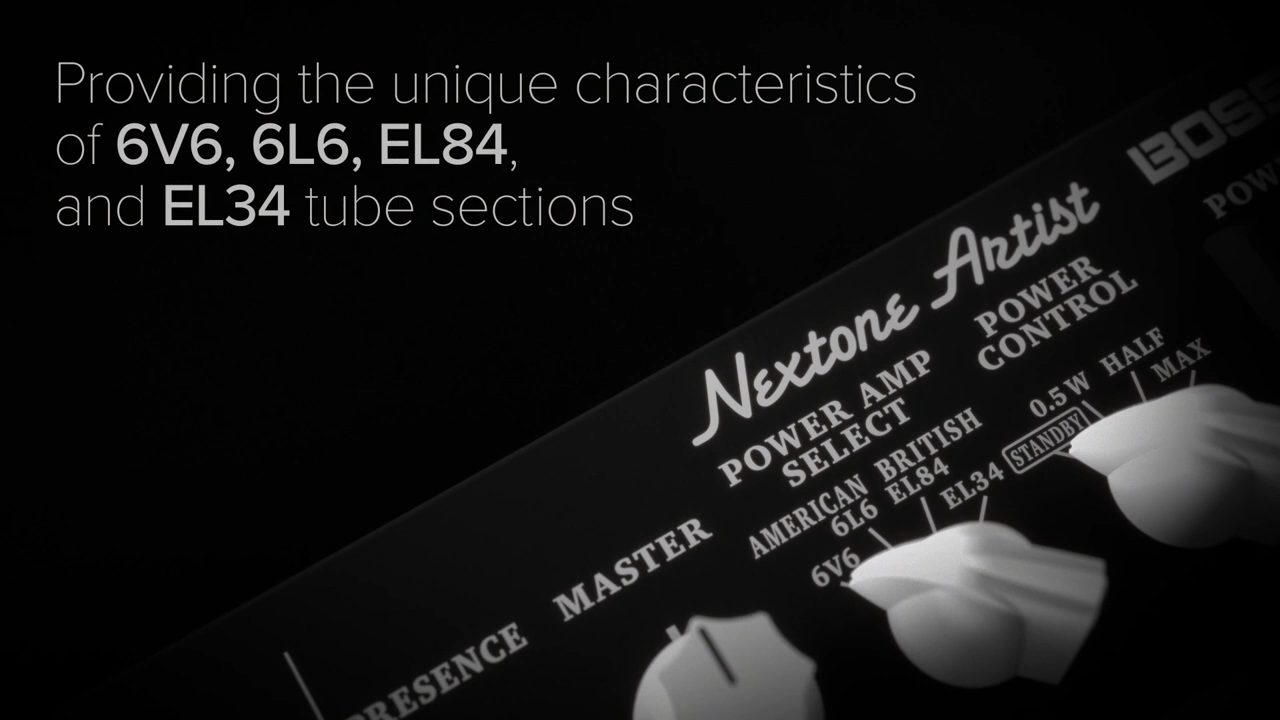 Providing the unique characteristics
of 6V6, 6L6, EL84,
and EL34 tube sections
BOSS
Nextone Artist
POWER
CONTROL
0.5W HALF MAX
STANDBY
POWER AMP
SELECT
AMERICAN BRITISH
6V6 6L6 EL84 EL34
MASTER